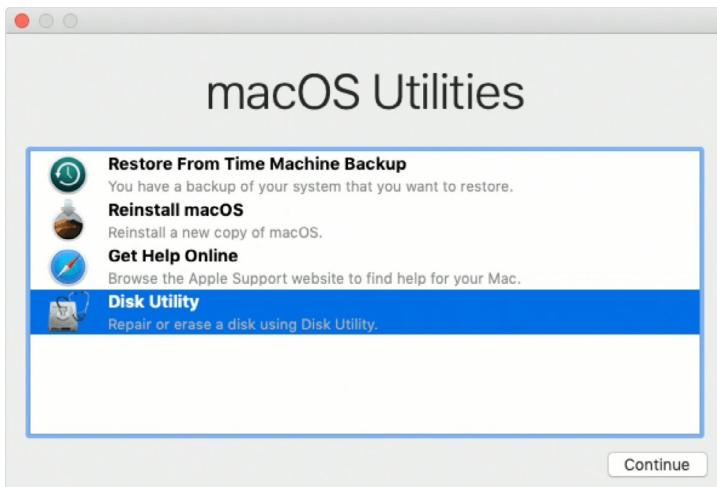 macOS Utilities
Restore From Time Machine Backup
You have a backup of your system that you want to restore.
Reinstall macOS
Reinstall a new copy of macOS.
Get Help Online
Browse the Apple Support website to find help for your Mac.
Disk Utility
Repair or erase a disk using Disk Utility.
Continue